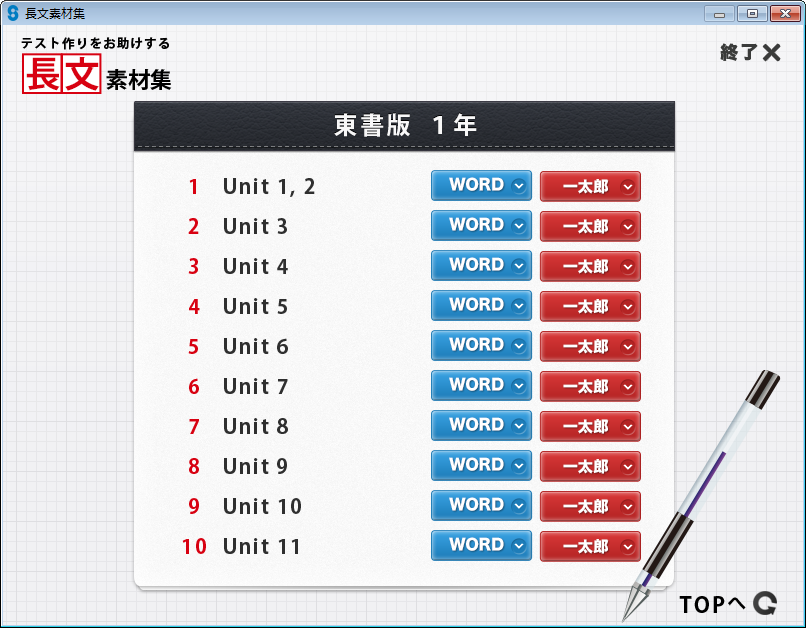 長文素材集
テスト作りをお助けする
長文素材集
終了
東書版 1年
1 Unit 1, 2 WORD 一太郎
2 Unit 3 WORD 一太郎
3 Unit 4 WORD 一太郎
4 Unit 5 WORD 一太郎
5 Unit 6 WORD 一太郎
6 Unit 7 WORD 一太郎
7 Unit 8 WORD 一太郎
8 Unit 9 WORD 一太郎
9 Unit 10 WORD 一太郎
10 Unit 11 WORD 一太郎
TOPへ